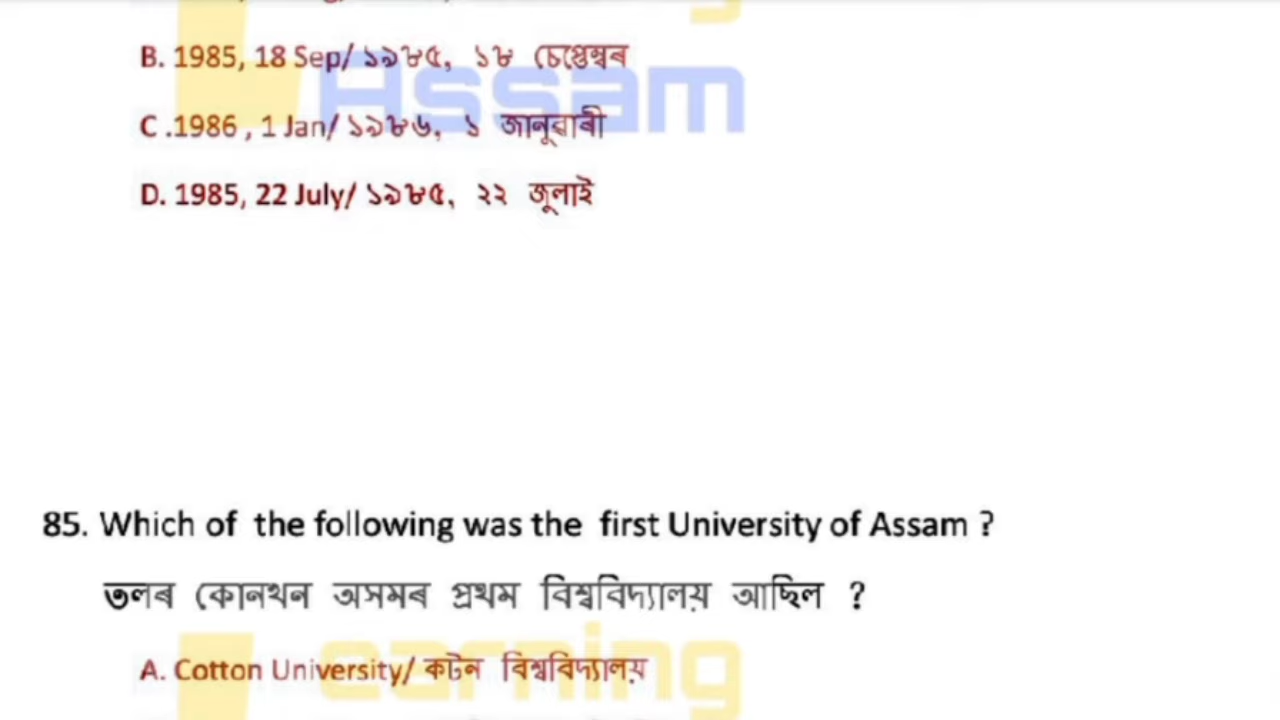 B. 1985, 18 Sep/ ১৯৮৫, ১৮ চেপ্তেম্বৰ
Assam
C .1986 , 1 Jan/ ১৯৮৬, ১ জানুৱাৰী
D. 1985, 22 July/ ১৯৮৫, ২২ জুলাই
85. Which of the following was the first University of Assam ?
তলৰ কোনখন অসমৰ প্ৰথম বিশ্ববিদ্যালয় আছিল ?
Learning
A. Cotton University/ কটন বিশ্ববিদ্যালয়